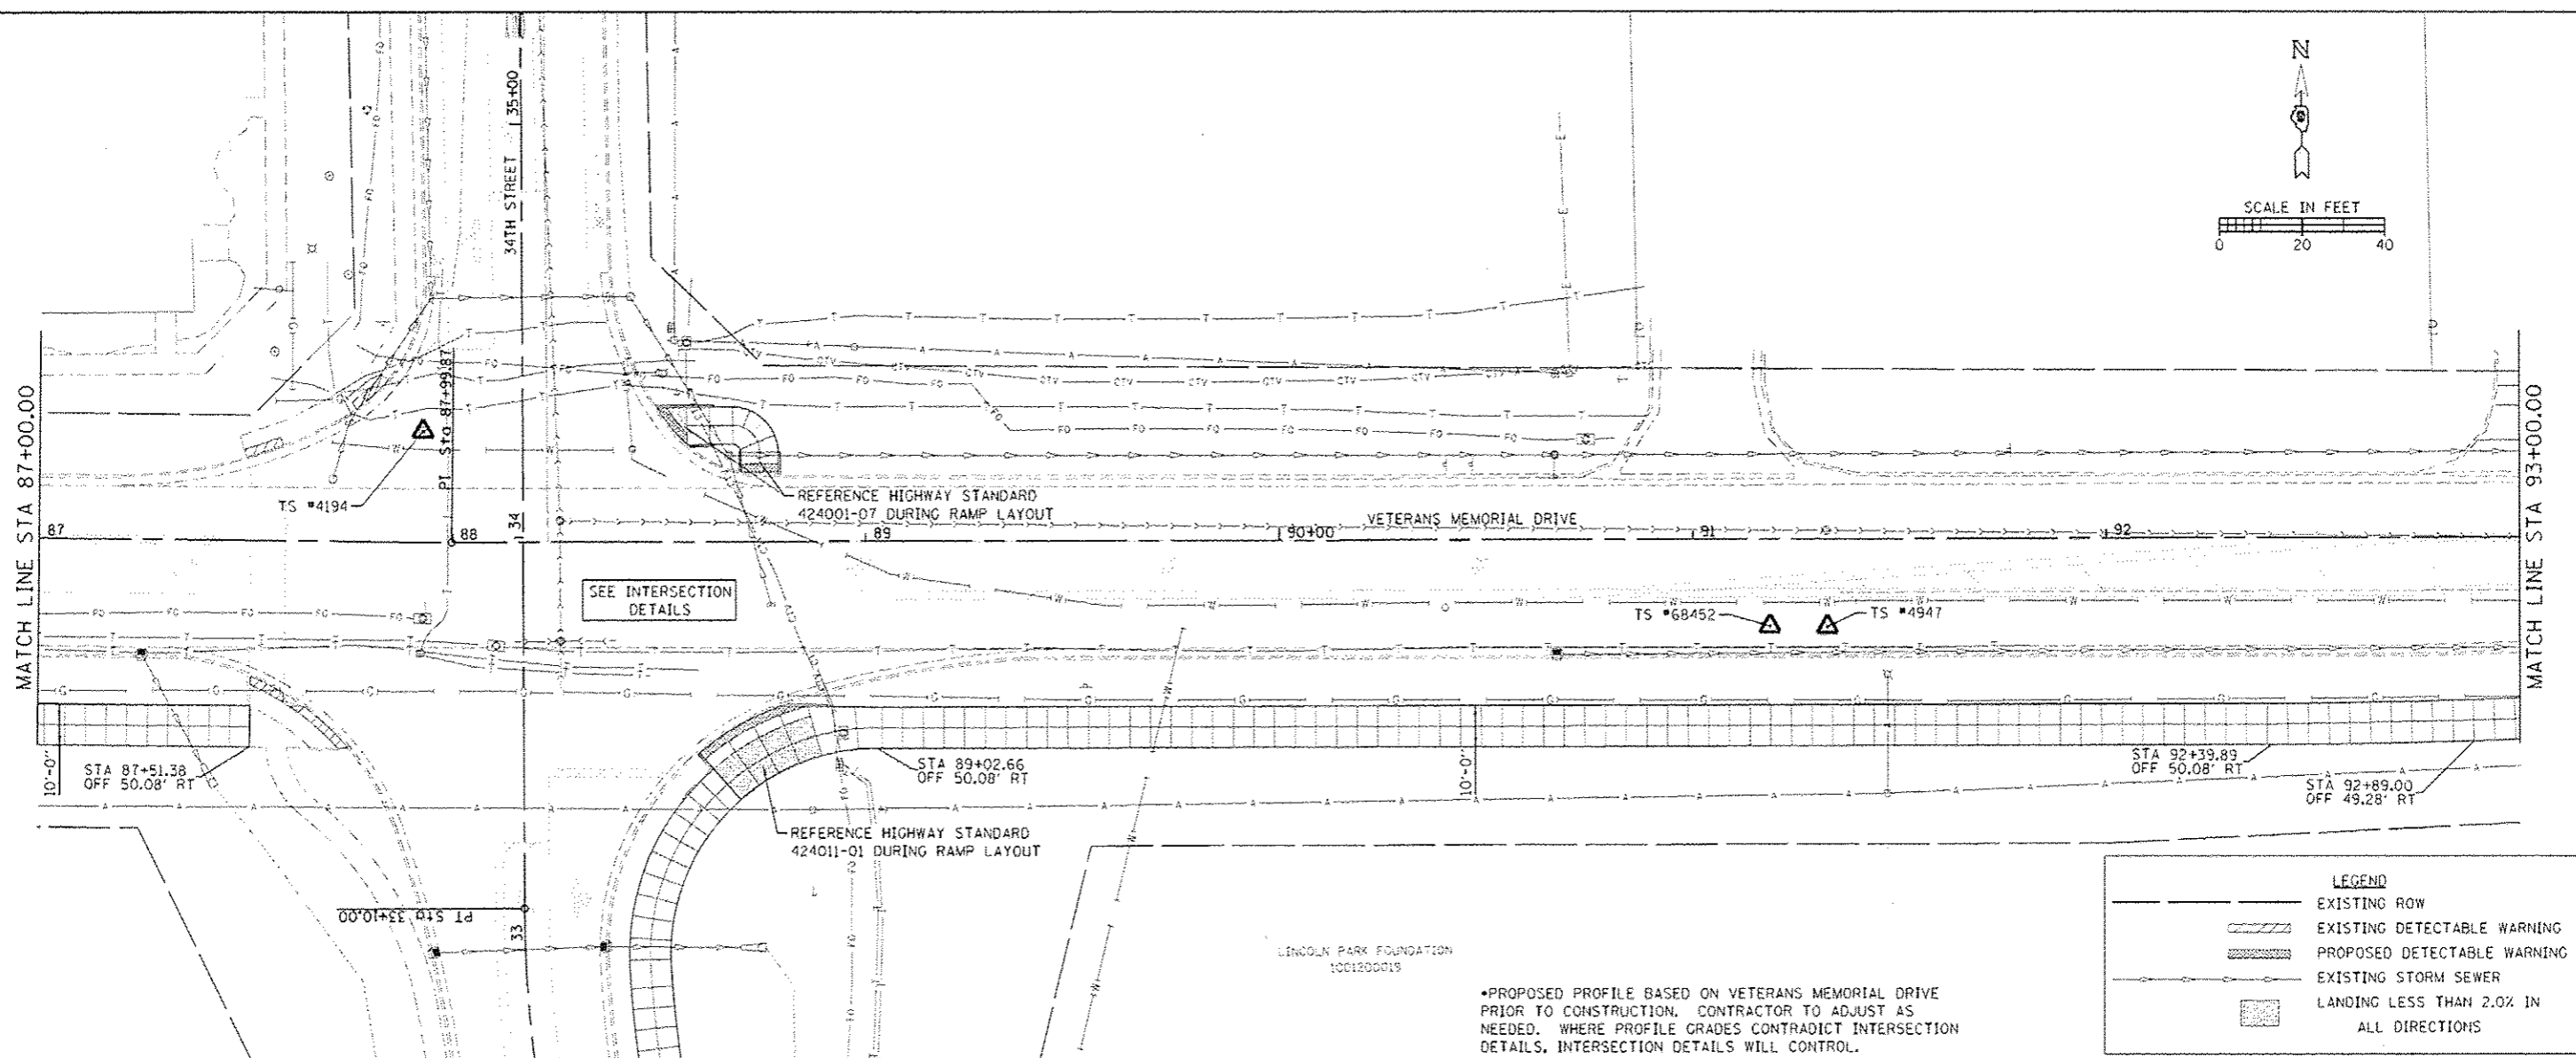 N
SCALE IN FEET
0 20 40
34TH STREET
35+00
MATCH LINE STA 87+00.00
PI Sta 87+99.87
TS #4194
REFERENCE HIGHWAY STANDARD
424001-07 DURING RAMP LAYOUT
VETERANS MEMORIAL DRIVE
87
88
34
89
90+00
91
92
MATCH LINE STA 93+00.00
SEE INTERSECTION
DETAILS
TS #68452
TS #4947
10'-0"
STA 87+51.38
OFF 50.08' RT
STA 89+02.66
OFF 50.08' RT
10'-0"
STA 92+39.89
OFF 50.08' RT
STA 92+89.00
OFF 49.28' RT
REFERENCE HIGHWAY STANDARD
424011-01 DURING RAMP LAYOUT
PT Sta 33+10.00
33
LINCOLN PARK FOUNDATION
•PROPOSED PROFILE BASED ON VETERANS MEMORIAL DRIVE
PRIOR TO CONSTRUCTION. CONTRACTOR TO ADJUST AS
NEEDED. WHERE PROFILE GRADES CONTRADICT INTERSECTION
DETAILS, INTERSECTION DETAILS WILL CONTROL.
LEGEND
EXISTING ROW
EXISTING DETECTABLE WARNING
PROPOSED DETECTABLE WARNING
EXISTING STORM SEWER
LANDING LESS THAN 2.0% IN
ALL DIRECTIONS